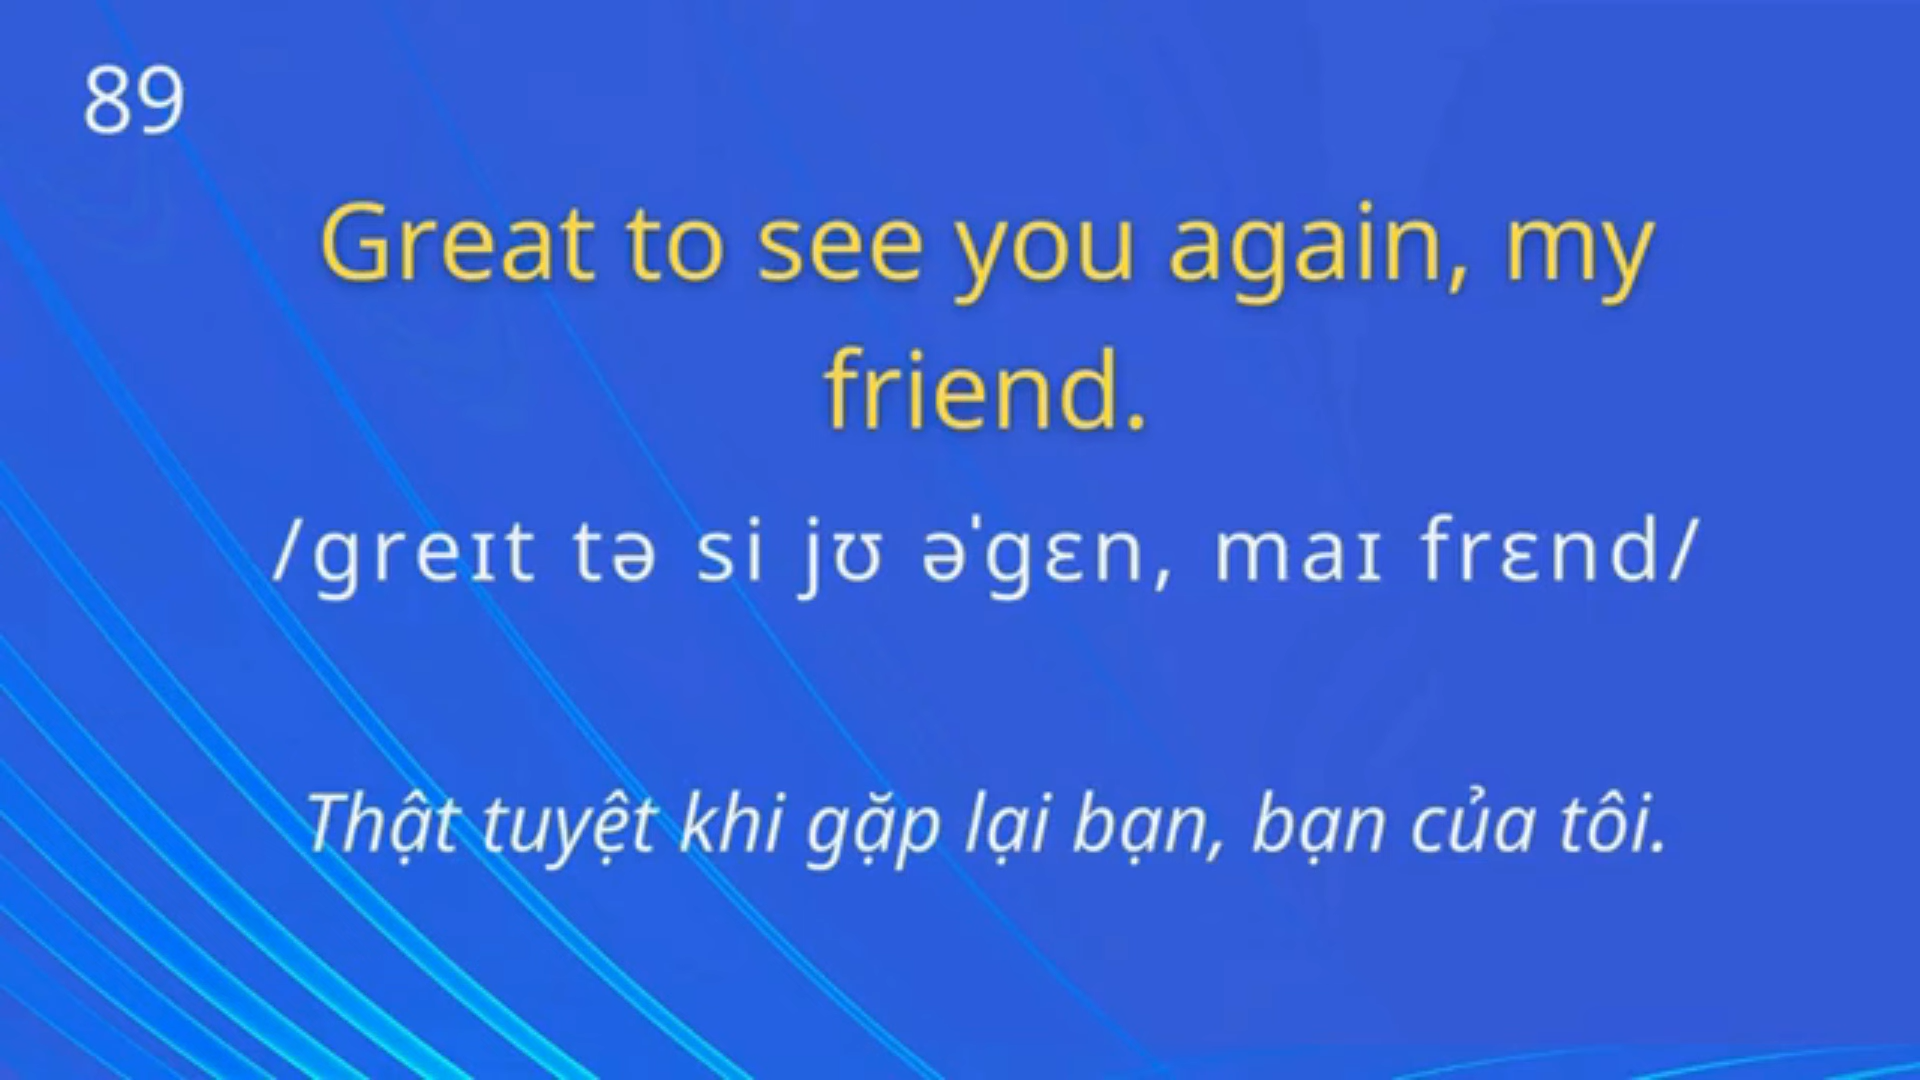 89
Great to see you again, my
friend.
/greɪt tə si jʊ əˈgɛn, maɪ frɛnd/
Thật tuyệt khi gặp lại bạn, bạn của tôi.